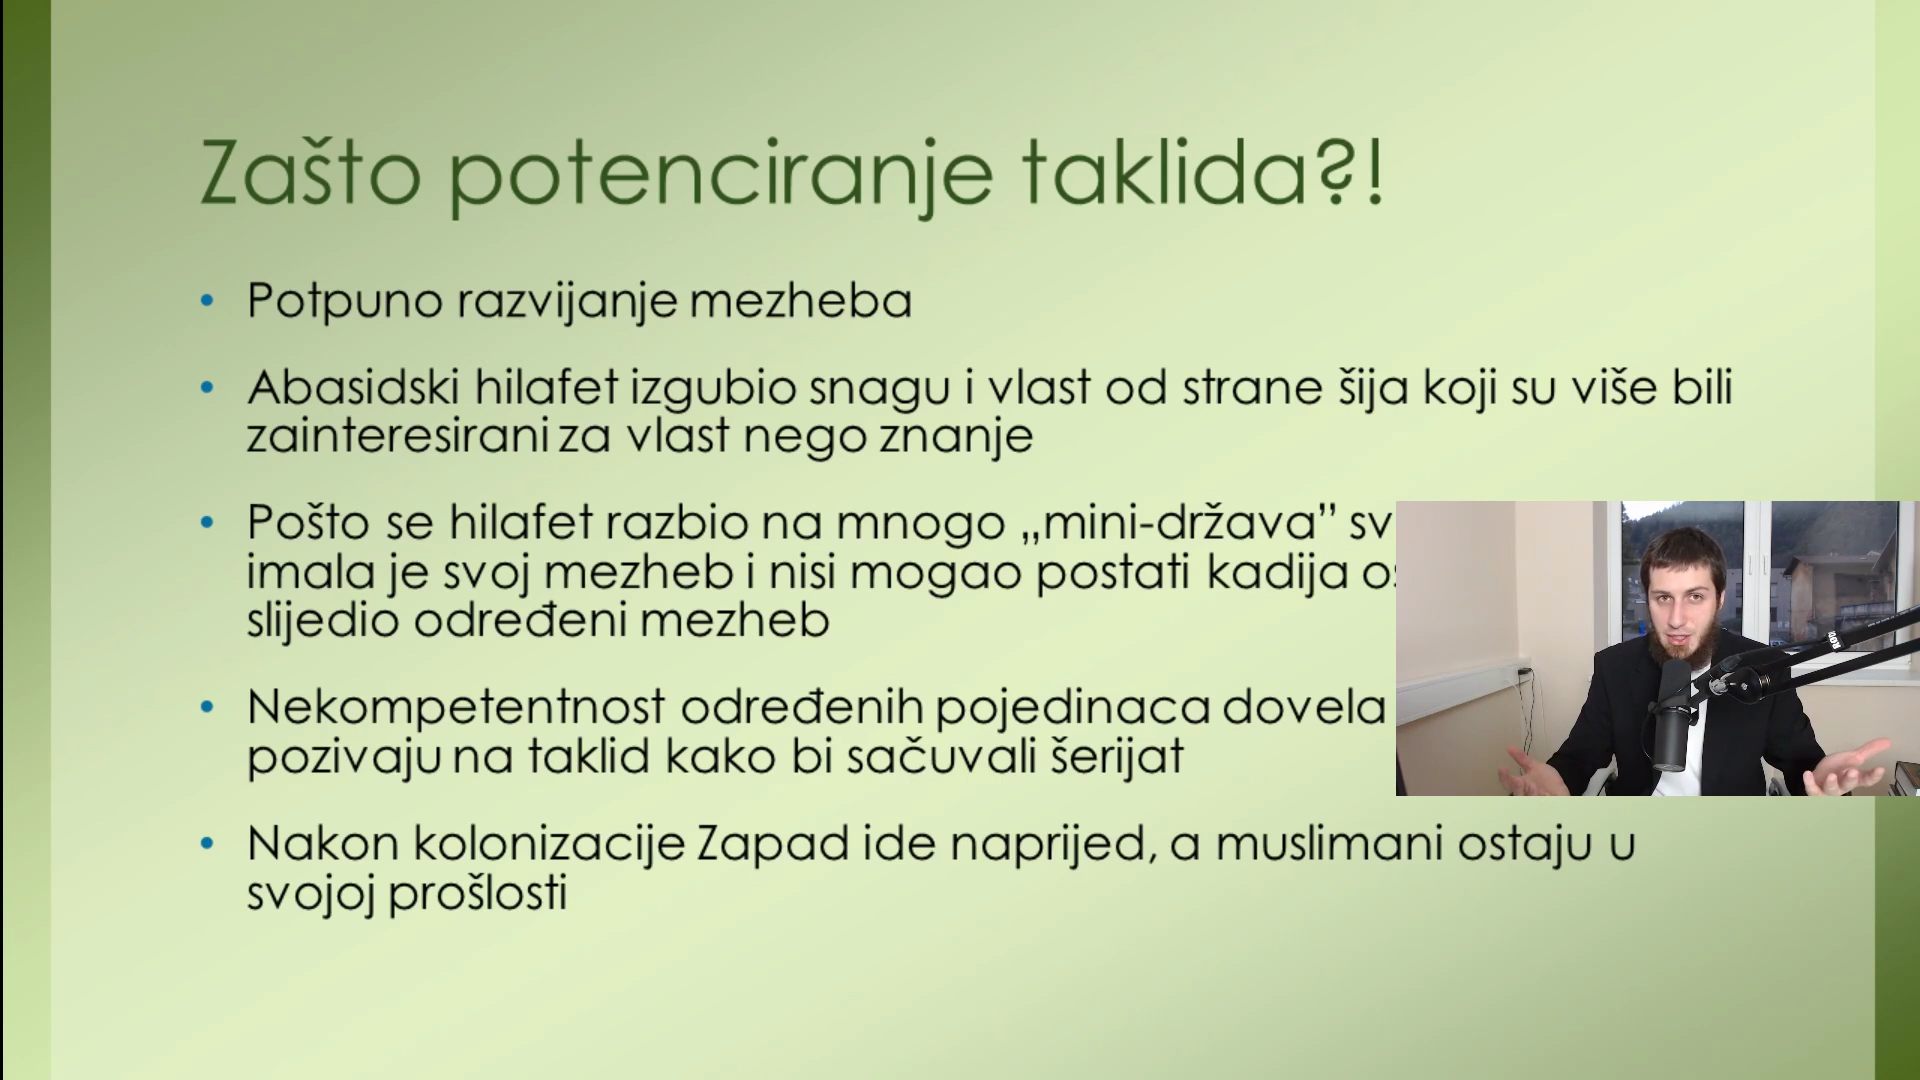 Zašto potenciranje taklida?!
• Potpuno razvijanje mezheba
• Abasidski hilafet izgubio snagu i vlast od strane šija koji su više bili
zainteresirani za vlast nego znanje
• Pošto se hilafet razbio na mnogo „mini-država”
imala je svoj mezheb i nisi mogao postati kadija
slijedio određeni mezheb
• Nekompetentnost određenih pojedinaca dovela
pozivaju na taklid kako bi sačuvali šerijat
• Nakon kolonizacije Zapad ide naprijed, a muslimani ostaju u
svojoj prošlosti